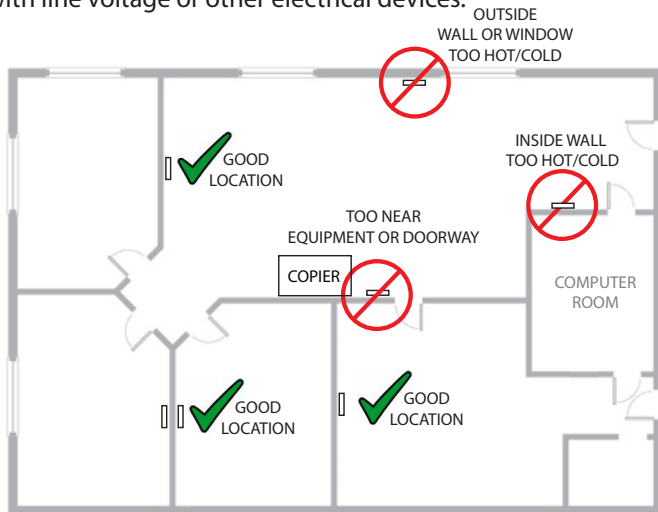 with line voltage or other electrical devices.
OUTSIDE
WALL OR WINDOW
TOO HOT/COLD
INSIDE WALL
TOO HOT/COLD
GOOD
LOCATION
TOO NEAR
EQUIPMENT OR DOORWAY
COPIER
COMPUTER
ROOM
GOOD
LOCATION
GOOD
LOCATION